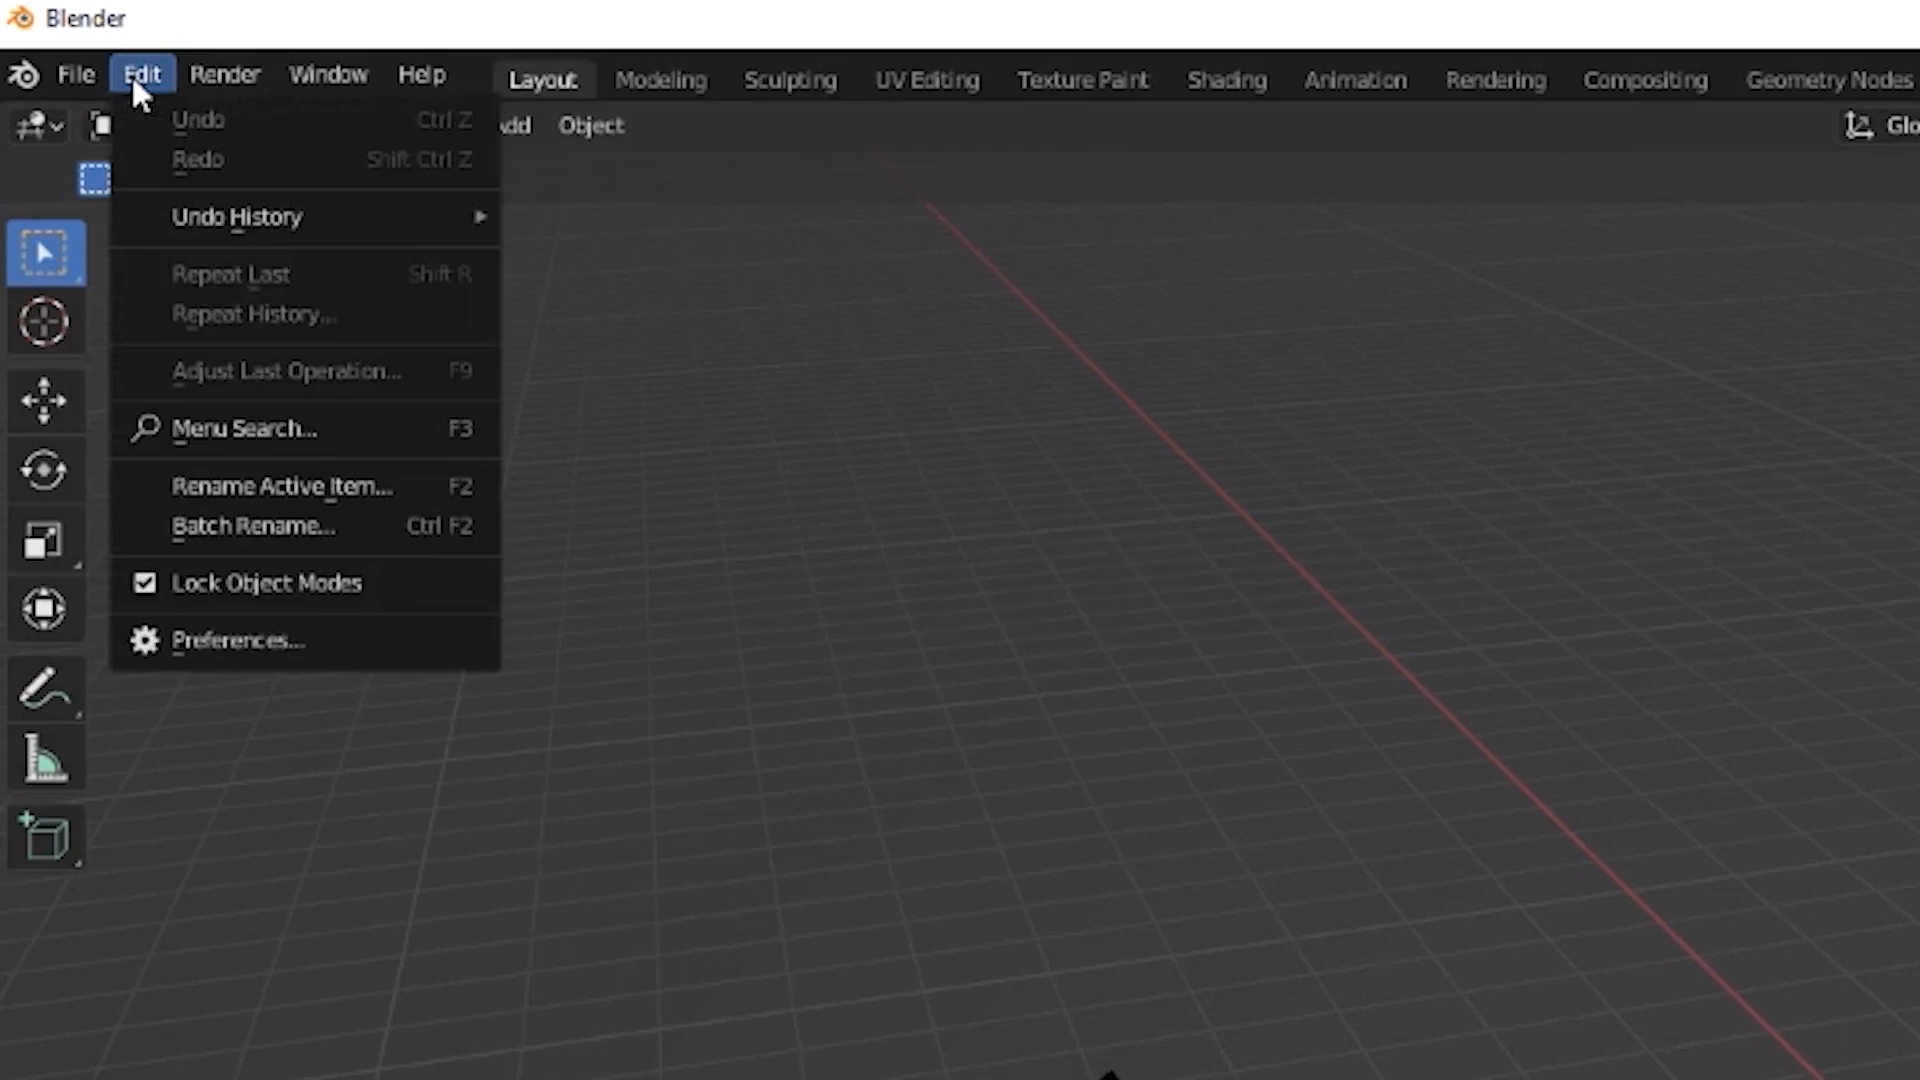 Blender
File Edit Render Window Help Layout Modeling Sculpting UV Editing Texture Paint Shading Animation Rendering Compositing Geometry Nodes
Object
Undo Ctrl Z
Redo Shift Ctrl Z
Undo History
Repeat Last Shift R
Repeat History...
Adjust Last Operation... F9
Menu Search... F3
Rename Active Item... F2
Batch Rename... Ctrl F2
Lock Object Modes
Preferences...